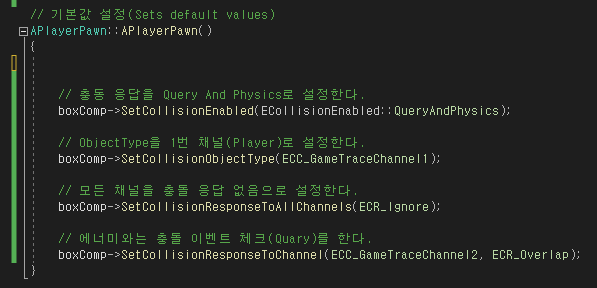 // 기본값 설정(Sets default values)
APlayerPawn::APlayerPawn()
{
// 충동 응답을 Query And Physics로 설정한다.
boxComp->SetCollisionEnabled(ECollisionEnabled::QueryAndPhysics);
// ObjectType을 1번 채널(Player)로 설정한다.
boxComp->SetCollisionObjectType(ECC_GameTraceChannel1);
// 모든 채널을 충돌 응답 없음으로 설정한다.
boxComp->SetCollisionResponseToAllChannels(ECR_Ignore);
// 에너미와는 충돌 이벤트 체크(Quary)를 한다.
boxComp->SetCollisionResponseToChannel(ECC_GameTraceChannel2, ECR_Overlap);
}